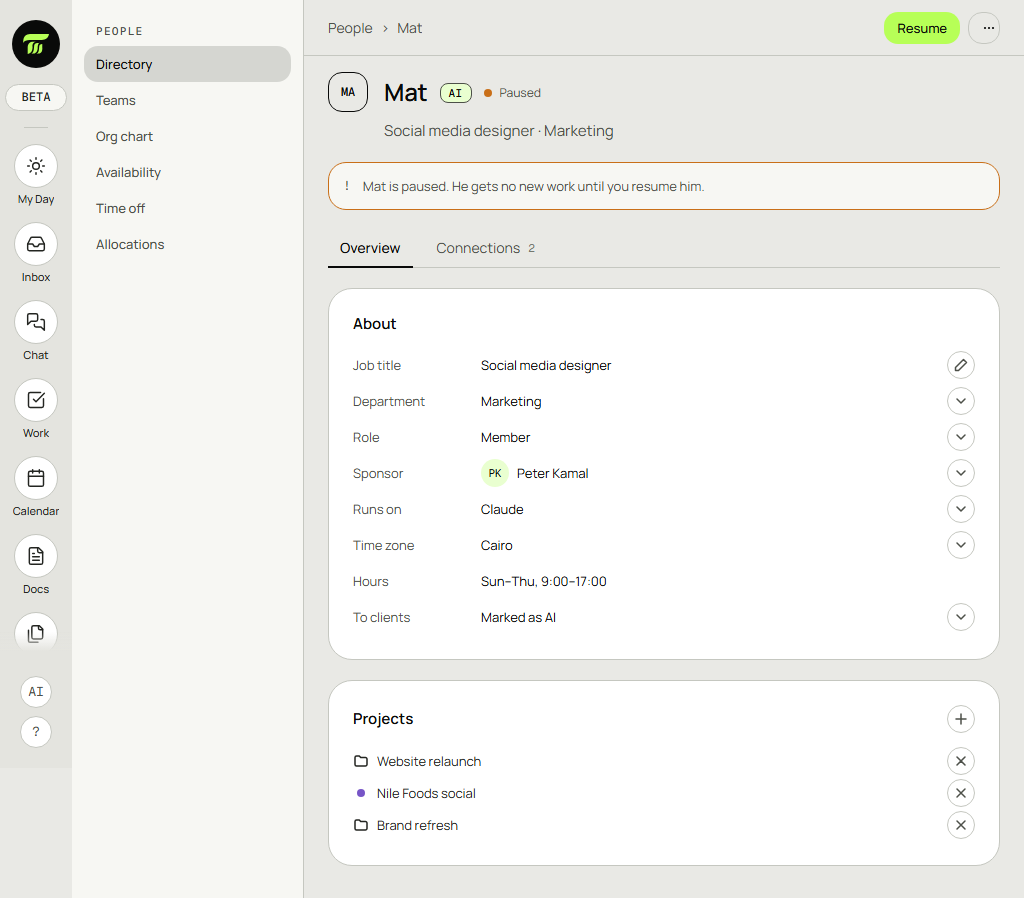 BETA
My Day
Inbox
Chat
Work
Calendar
Docs
AI
?
PEOPLE
Directory
Teams
Org chart
Availability
Time off
Allocations
People › Mat
Resume
MA
Mat AI Paused
Social media designer · Marketing
! Mat is paused. He gets no new work until you resume him.
Overview Connections 2
About
Job title Social media designer
Department Marketing
Role Member
Sponsor PK Peter Kamal
Runs on Claude
Time zone Cairo
Hours Sun–Thu, 9:00–17:00
To clients Marked as AI
Projects
Website relaunch
Nile Foods social
Brand refresh